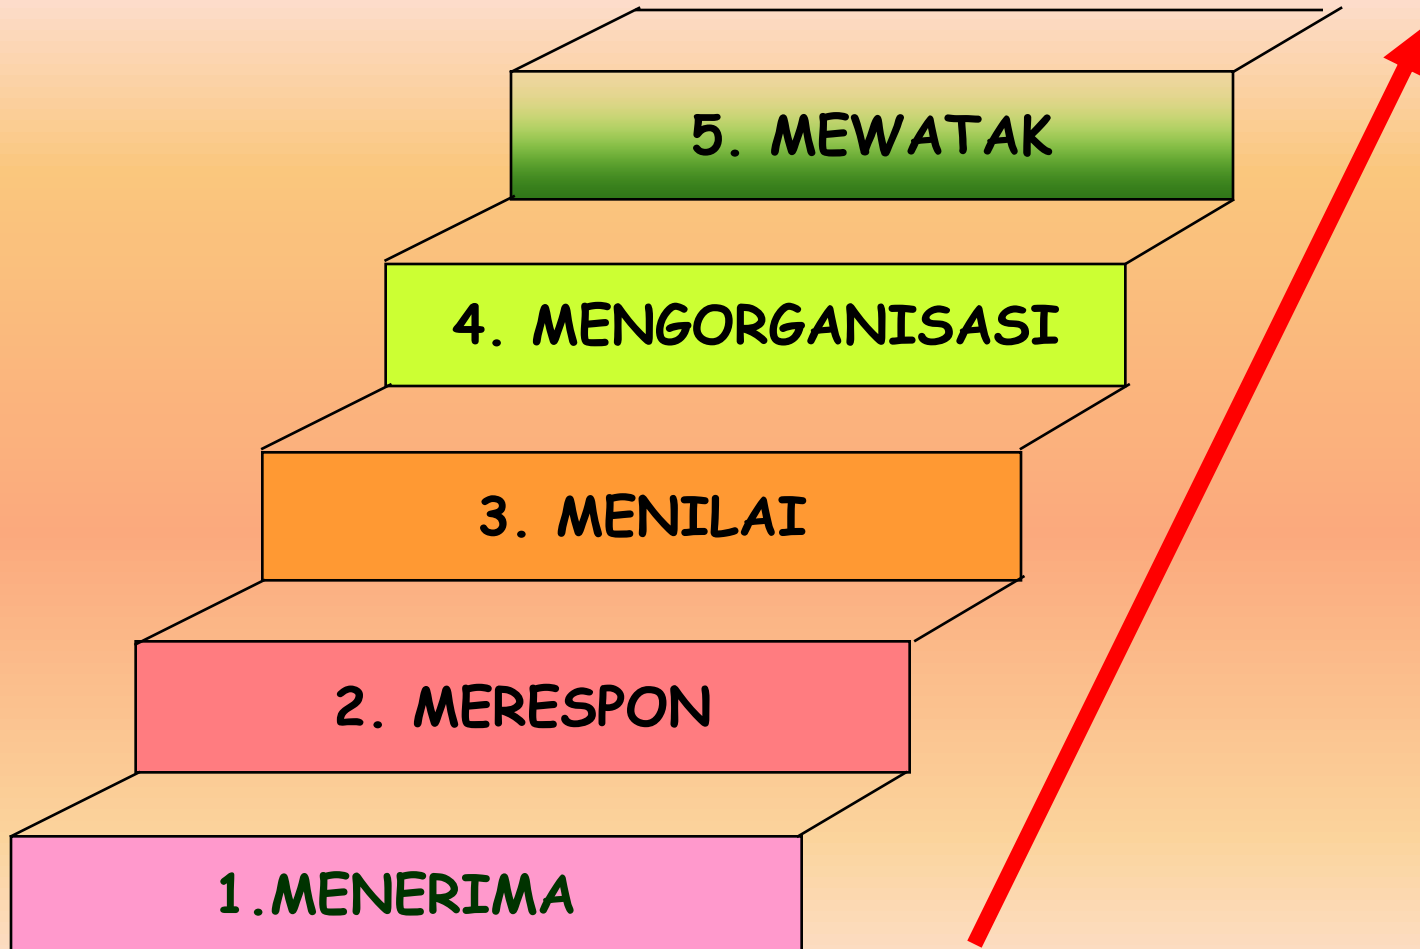 5. MEWATAK
4. MENGORGANISASI
3. MENILAI
2. MERESPON
1.MENERIMA